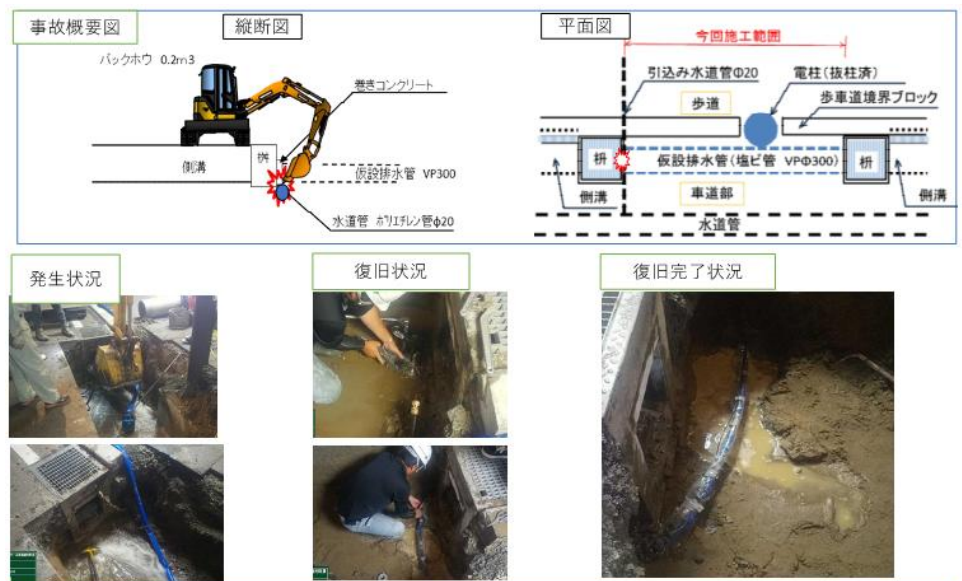 事故概要図
縦断図
バックホウ 0.2m3
巻きコンクリート
側溝
桝
仮設排水管 VP300
水道管 ポリエチレン管φ20
平面図
今回施工範囲
引込み水道管Φ20
電柱(抜柱済)
歩道
歩車道境界ブロック
枡
仮設排水管(塩ビ管 VPΦ300)
枡
側溝
車道部
側溝
水道管
発生状況
復旧状況
復旧完了状況